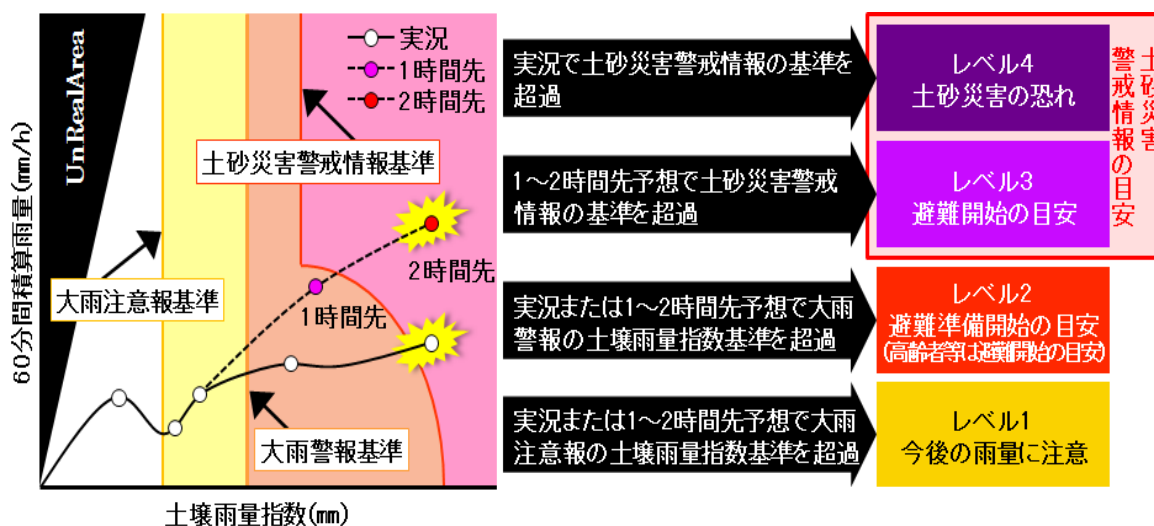 UnRealArea
60分間積算雨量(mm/h)
土壌雨量指数(mm)
実況
1時間先
2時間先
土砂災害警戒情報基準
大雨注意報基準
大雨警報基準
2時間先
1時間先
実況で土砂災害警戒情報の基準を
超過
レベル4
土砂災害の恐れ
1～2時間先予想で土砂災害警戒
情報の基準を超過
レベル3
避難開始の目安
土砂災害
警戒情報の目安
実況または1～2時間先予想で大雨
警報の土壌雨量指数基準を超過
レベル2
避難準備開始の目安
(高齢者等は避難開始の目安)
実況または1～2時間先予想で大雨
注意報の土壌雨量指数基準を超過
レベル1
今後の雨量に注意